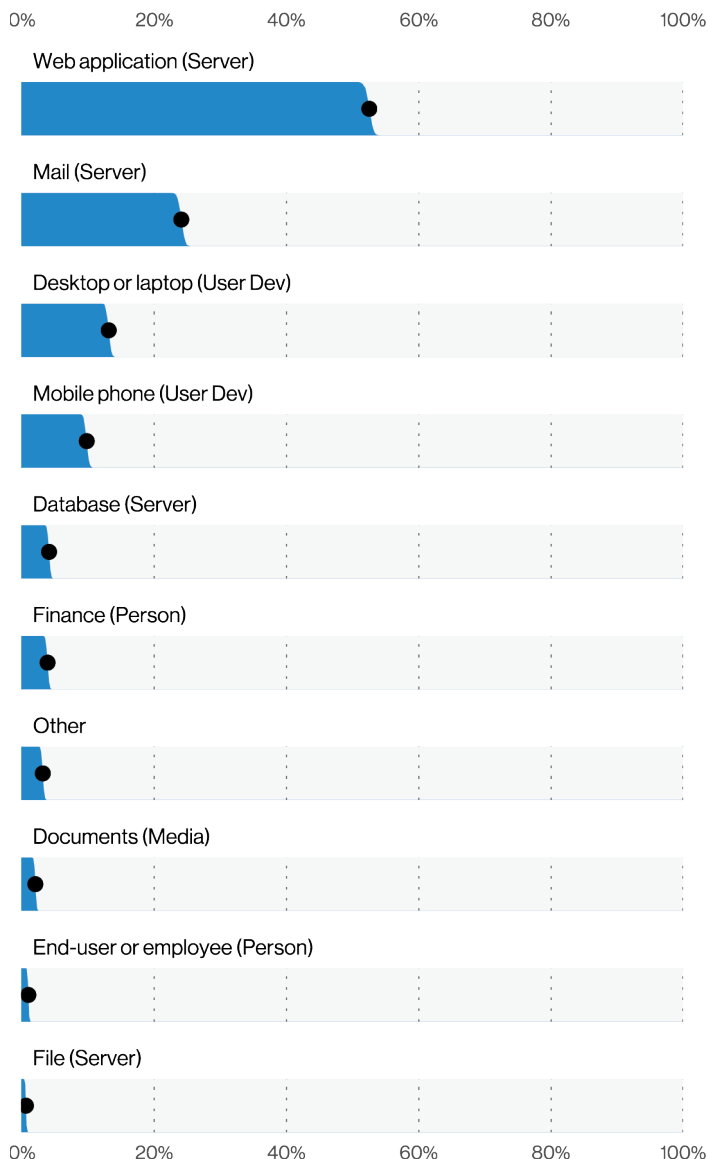 0% 20% 40% 60% 80% 100%
Web application (Server)
Mail (Server)
Desktop or laptop (User Dev)
Mobile phone (User Dev)
Database (Server)
Finance (Person)
Other
Documents (Media)
End-user or employee (Person)
File (Server)
0% 20% 40% 60% 80% 100%